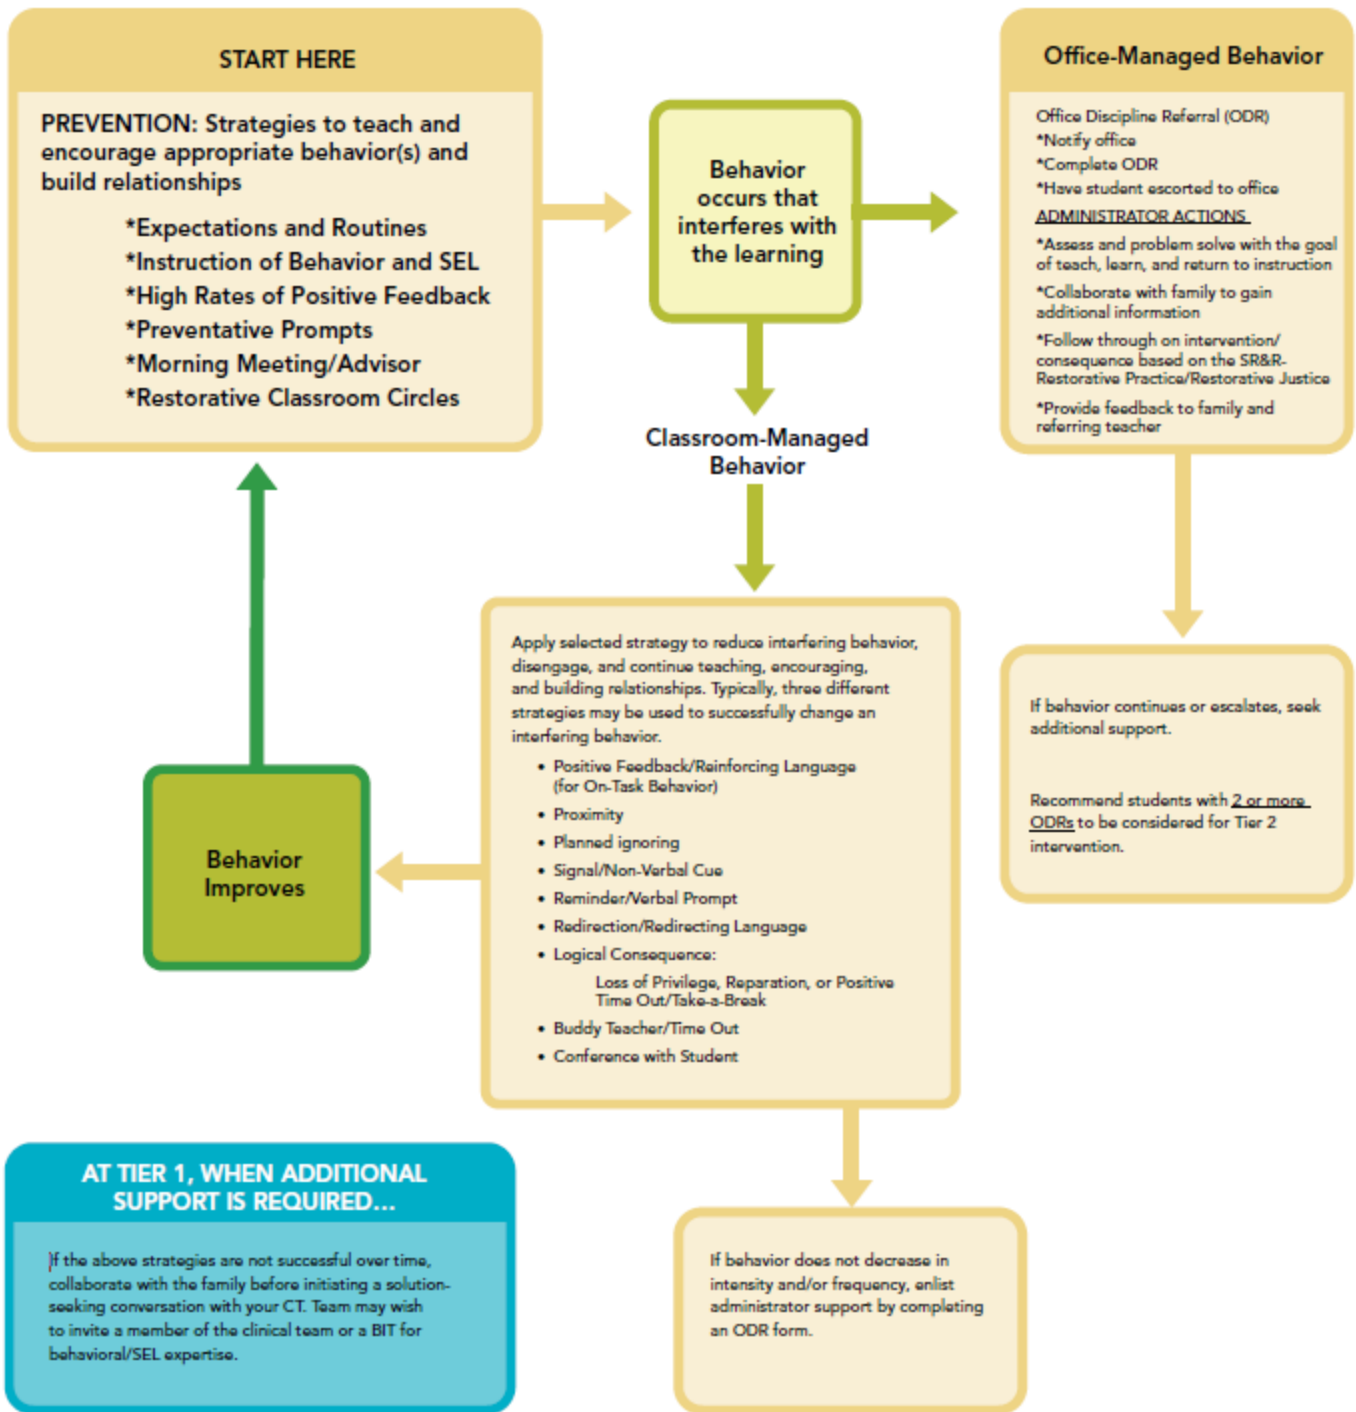 START HERE
PREVENTION: Strategies to teach and
encourage appropriate behavior(s) and
build relationships
*Expectations and Routines
*Instruction of Behavior and SEL
*High Rates of Positive Feedback
*Preventative Prompts
*Morning Meeting/Advisor
*Restorative Classroom Circles
Behavior
occurs that
interferes with
the learning
Office-Managed Behavior
Office Discipline Referral (ODR)
*Notify office
*Complete ODR
*Have student escorted to office
ADMINISTRATOR ACTIONS
*Assess and problem solve with the goal
of teach, learn, and return to instruction
*Collaborate with family to gain
additional information
*Follow through on intervention/
consequence based on the SR&R-
Restorative Practice/Restorative Justice
*Provide feedback to family and
referring teacher
Classroom-Managed
Behavior
Apply selected strategy to reduce interfering behavior,
disengage, and continue teaching, encouraging,
and building relationships. Typically, three different
strategies may be used to successfully change an
interfering behavior.
• Positive Feedback/Reinforcing Language
(for On-Task Behavior)
• Proximity
• Planned ignoring
• Signal/Non-Verbal Cue
• Reminder/Verbal Prompt
• Redirection/Redirecting Language
• Logical Consequence:
Loss of Privilege, Reparation, or Positive
Time Out/Take-a-Break
• Buddy Teacher/Time Out
• Conference with Student
If behavior continues or escalates, seek
additional support.
Recommend students with 2 or more
ODRs to be considered for Tier 2
intervention.
Behavior
Improves
AT TIER 1, WHEN ADDITIONAL
SUPPORT IS REQUIRED...
If the above strategies are not successful over time,
collaborate with the family before initiating a solution-
seeking conversation with your CT. Team may wish
to invite a member of the clinical team or a BIT for
behavioral/SEL expertise.
If behavior does not decrease in
intensity and/or frequency, enlist
administrator support by completing
an ODR form.